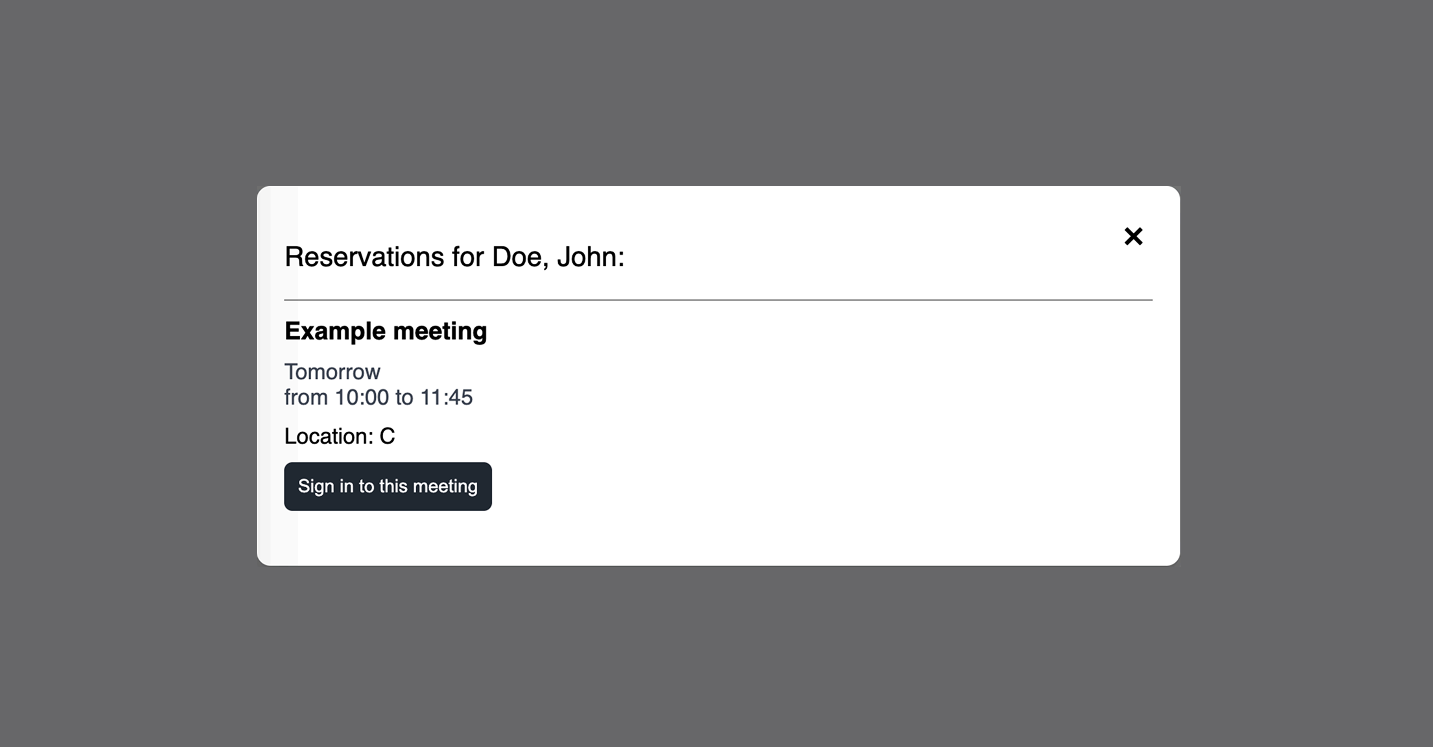 Reservations for Doe, John:
Example meeting
Tomorrow
from 10:00 to 11:45
Location: C
Sign in to this meeting